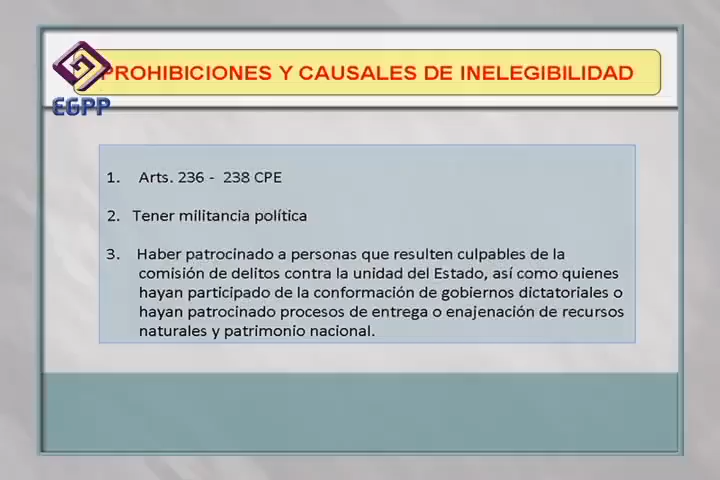 PROHIBICIONES Y CAUSALES DE INELEGIBILIDAD
EGPP
1. Arts. 236 - 238 CPE
2. Tener militancia política
3. Haber patrocinado a personas que resulten culpables de la
comisión de delitos contra la unidad del Estado, así como quienes
hayan participado de la conformación de gobiernos dictatoriales o
hayan patrocinado procesos de entrega o enajenación de recursos
naturales y patrimonio nacional.